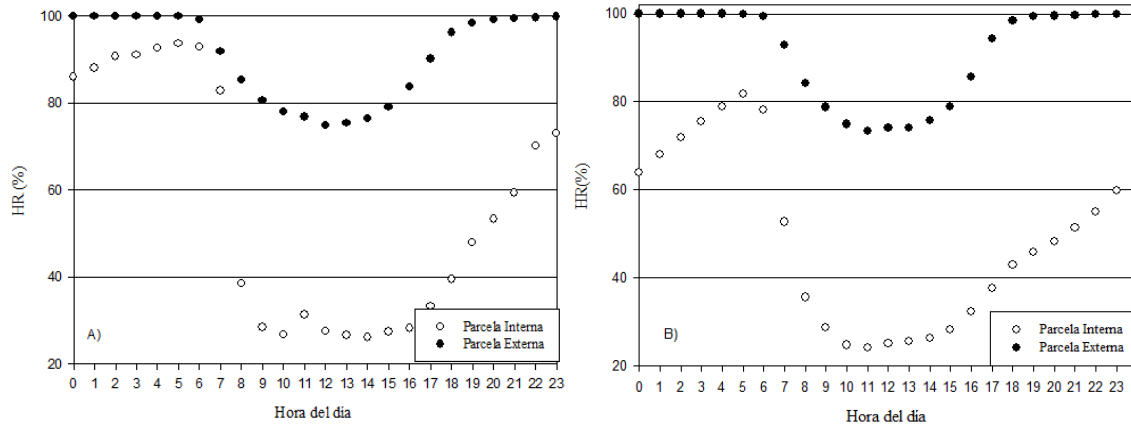 100
80
60
40
20
HR (%)
A)
Parcela Interna
Parcela Externa
0 1 2 3 4 5 6 7 8 9 10 11 12 13 14 15 16 17 18 19 20 21 22 23
Hora del dia
100
80
60
40
20
HR(%)
B)
Parcela Interna
Parcela Externa
0 1 2 3 4 5 6 7 8 9 10 11 12 13 14 15 16 17 18 19 20 21 22 23
Hora del dia